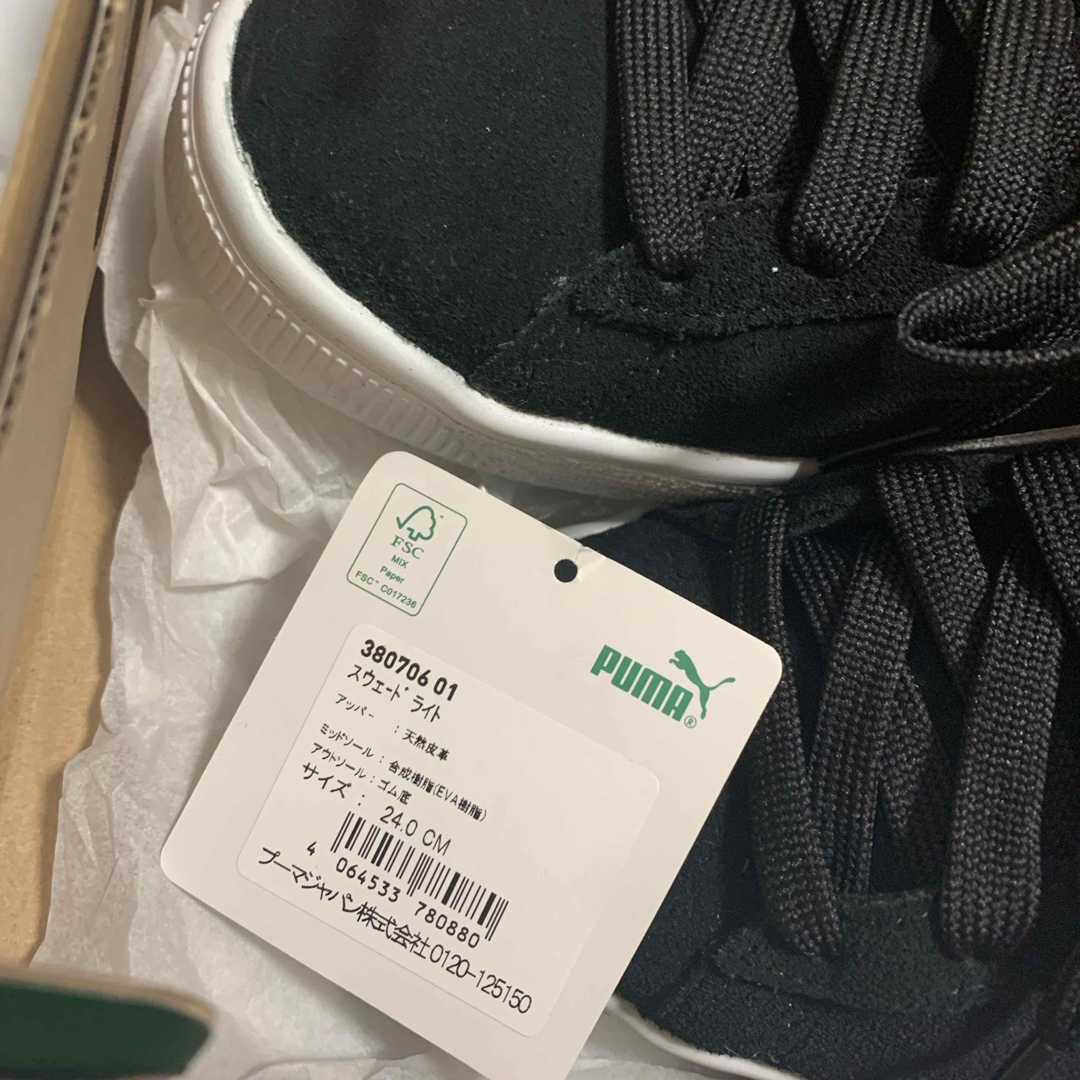 FSC™
MIX
Paper
FSC™ C017236
PUMA®
380706 01
スウェード ライト
アッパー : 天然皮革
ミッドソール : 合成樹脂(EVA樹脂)
アウトソール : ゴム底
サイズ : 24.0 CM
4 064533 780880
プーマジャパン株式会社 0120-125150